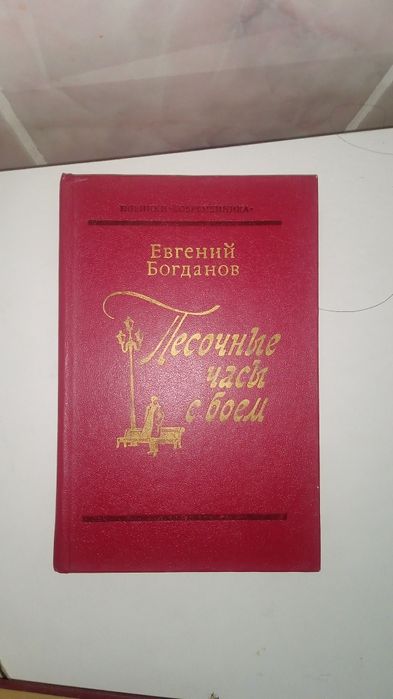 НОВИНКИ «СОВРЕМЕННИКА»
Евгений
Богданов
Песочные
часы
с боем